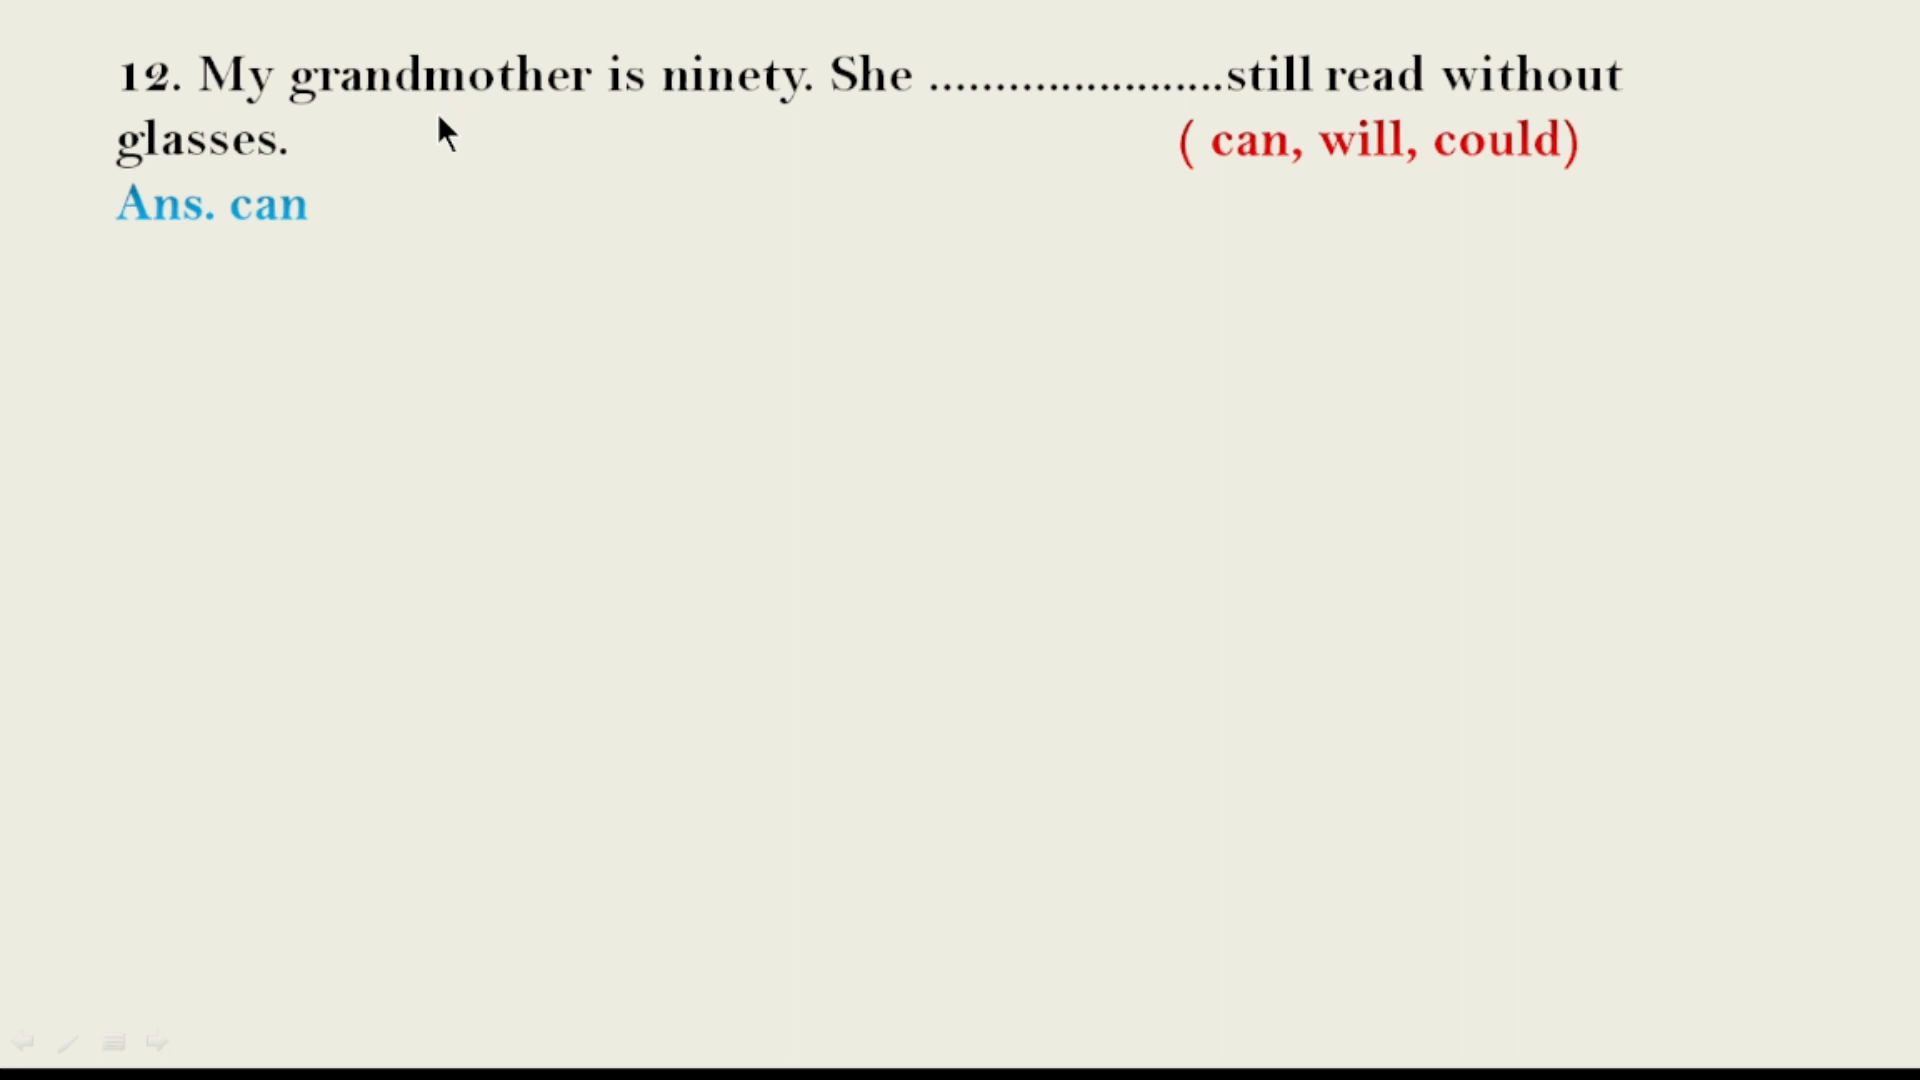 12. My grandmother is ninety. She .......................still read without
glasses. ( can, will, could)
Ans. can